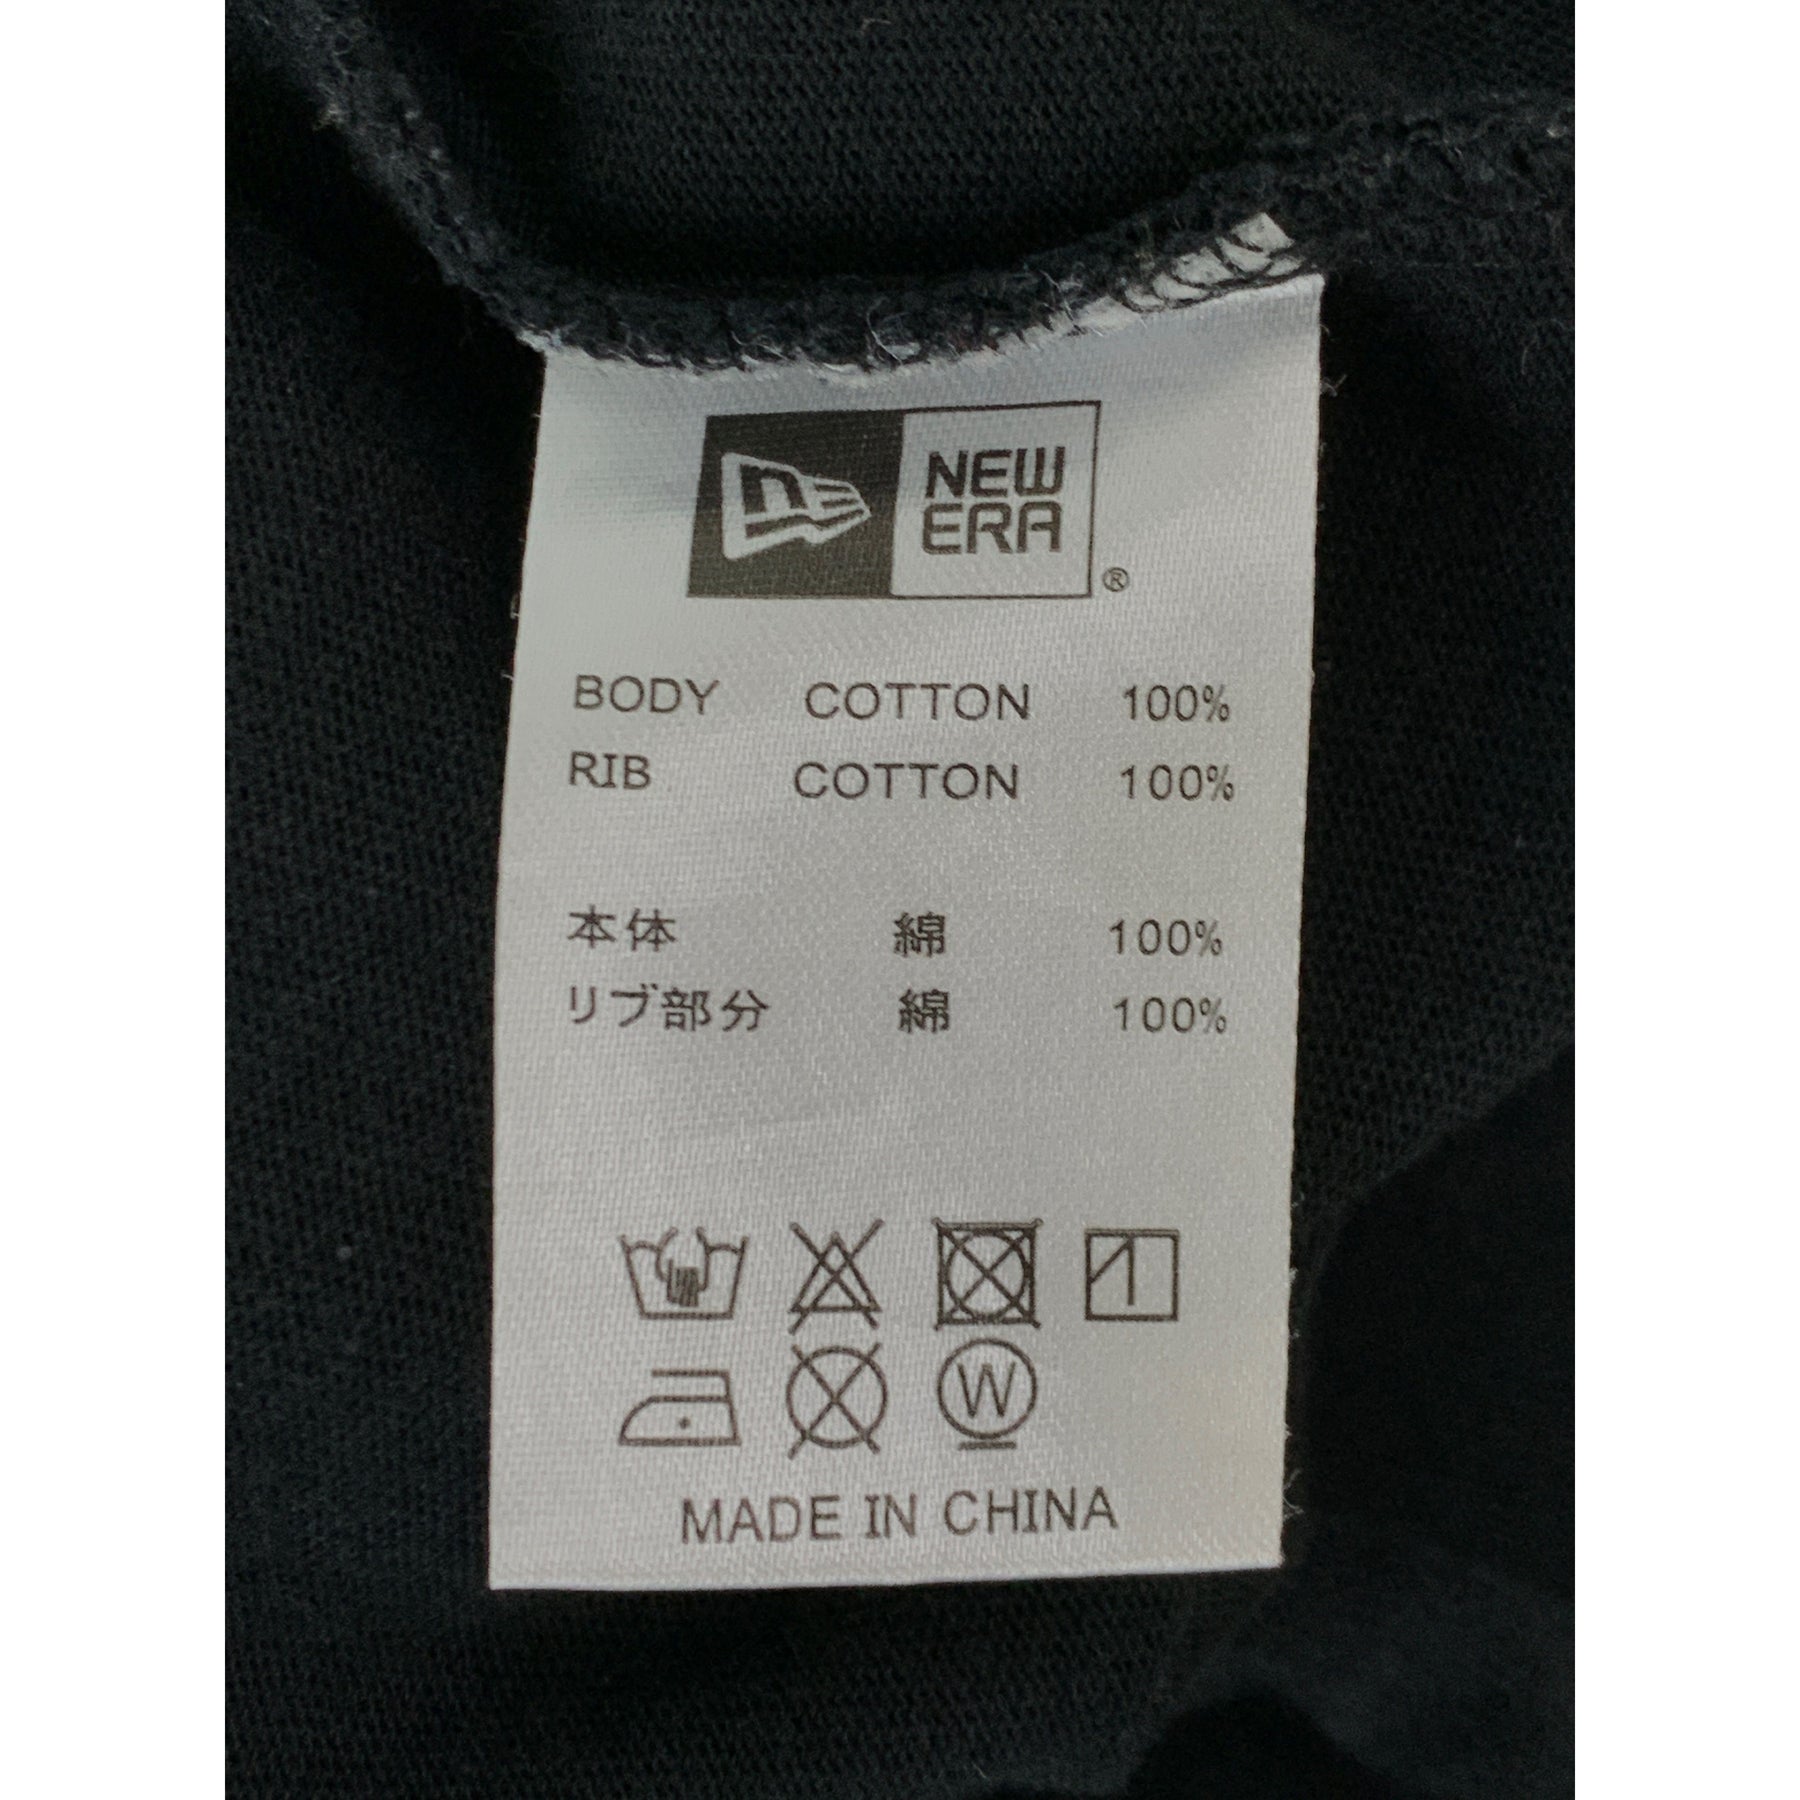 NEW
ERA
®
BODY COTTON 100%
RIB COTTON 100%
本体 綿 100%
リブ部分 綿 100%
W
MADE IN CHINA